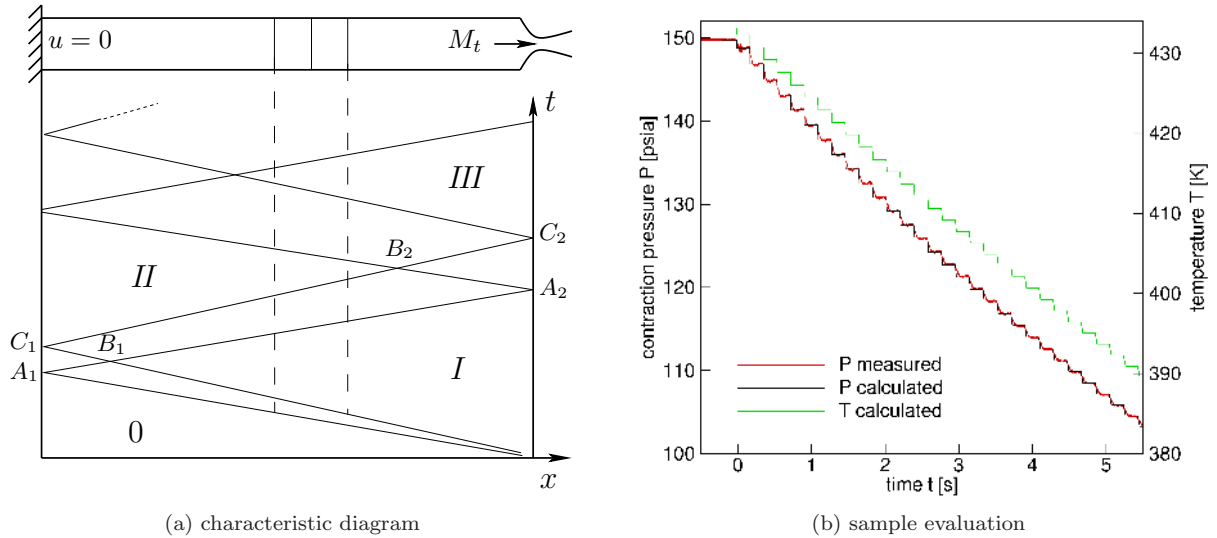 u = 0
M_t
t
III
C_2
B_2
II
A_2
C_1
B_1
A_1
I
0
x
(a) characteristic diagram
contraction pressure P [psia]
150
140
130
120
110
100
430
420
410
400
390
380
temperature T [K]
P measured
P calculated
T calculated
0 1 2 3 4 5
time t [s]
(b) sample evaluation